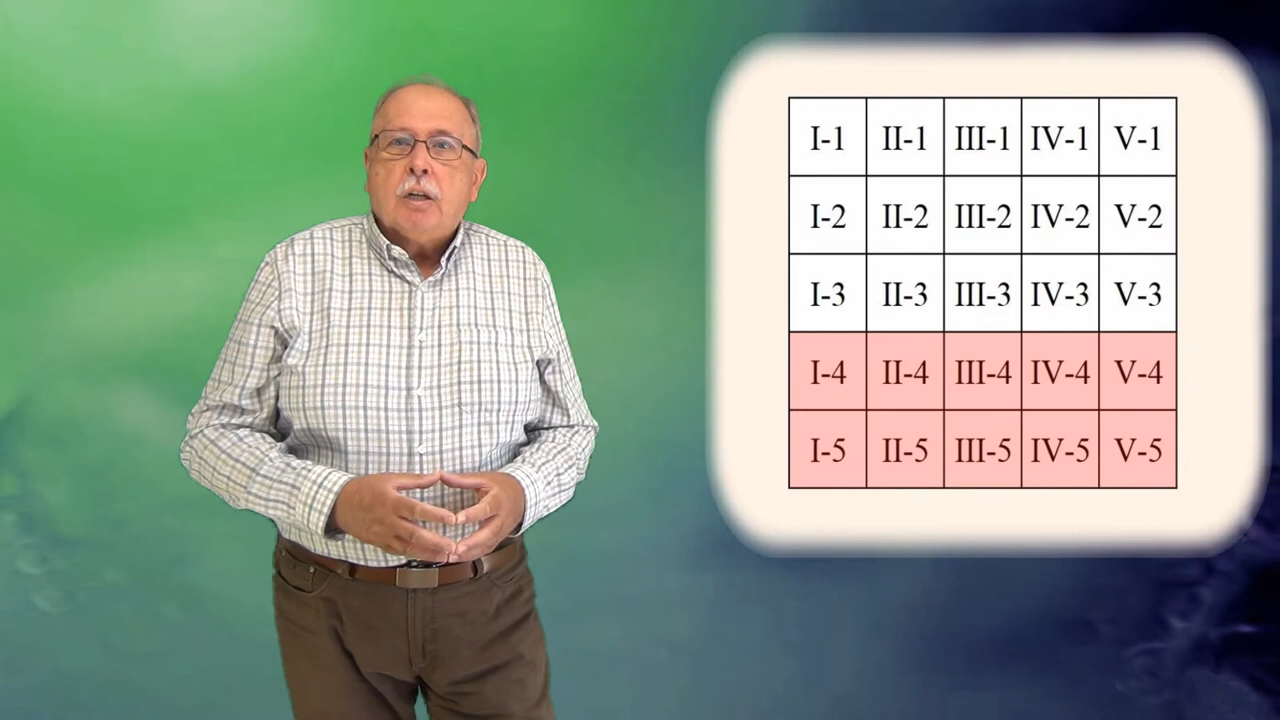 I-1 II-1 III-1 IV-1 V-1
I-2 II-2 III-2 IV-2 V-2
I-3 II-3 III-3 IV-3 V-3
I-4 II-4 III-4 IV-4 V-4
I-5 II-5 III-5 IV-5 V-5